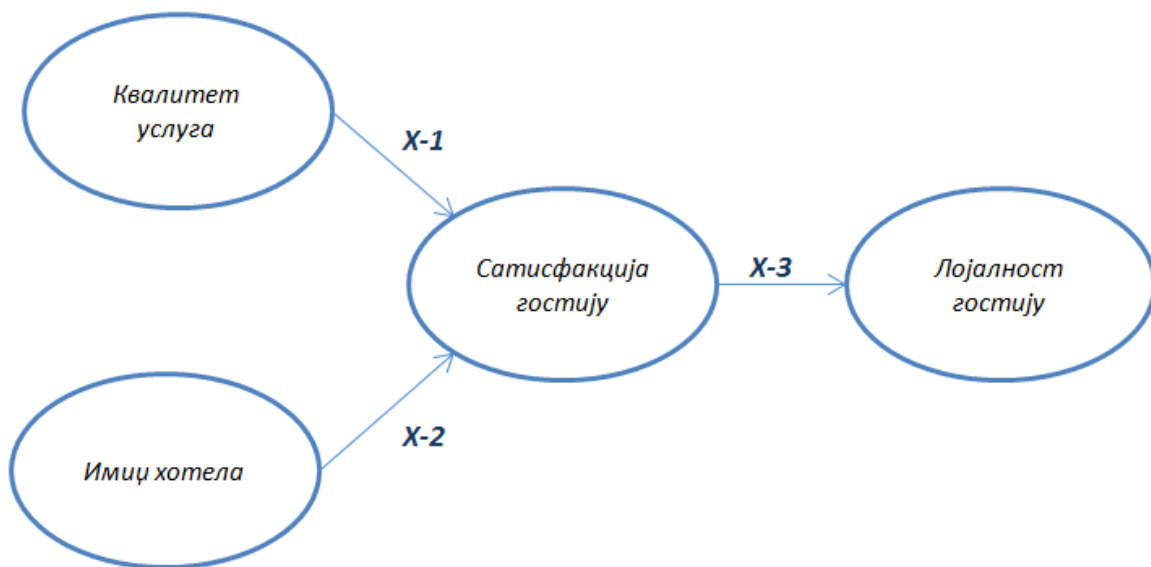 Квалитет
услуга
Х-1
Сатисфакција
гостију
Х-3
Лојалност
гостију
Х-2
Имиџ хотела